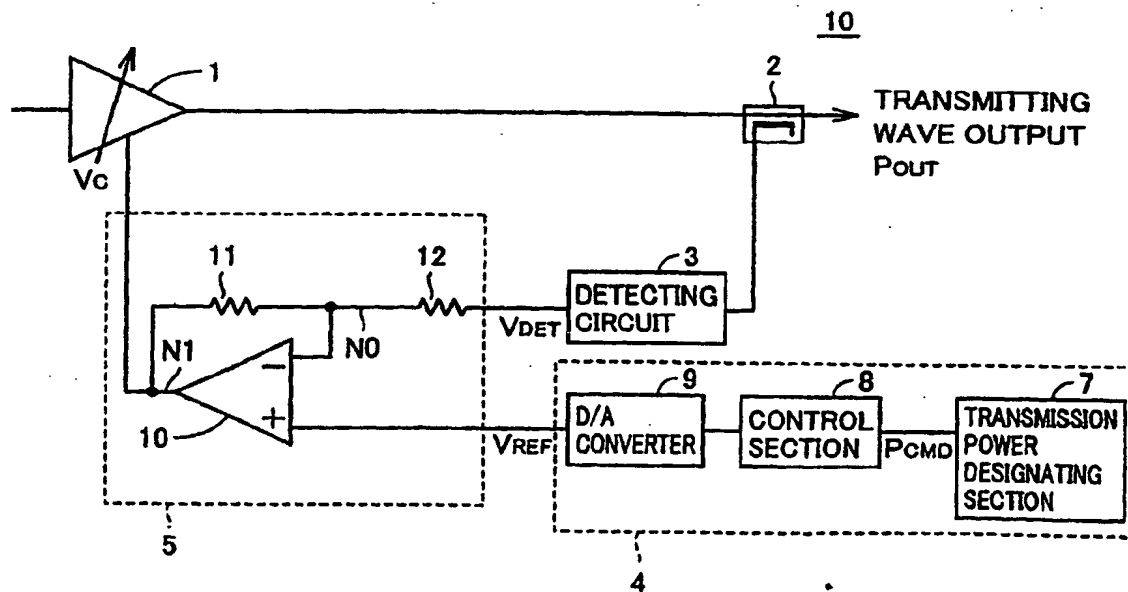 10
1
2
TRANSMITTING
WAVE OUTPUT
POUT
VC
11
12
3
DETECTING
CIRCUIT
VDET
N0
N1
−
+
10
VREF
9
D/A
CONVERTER
8
CONTROL
SECTION
PCMD
7
TRANSMISSION
POWER
DESIGNATING
SECTION
5
4